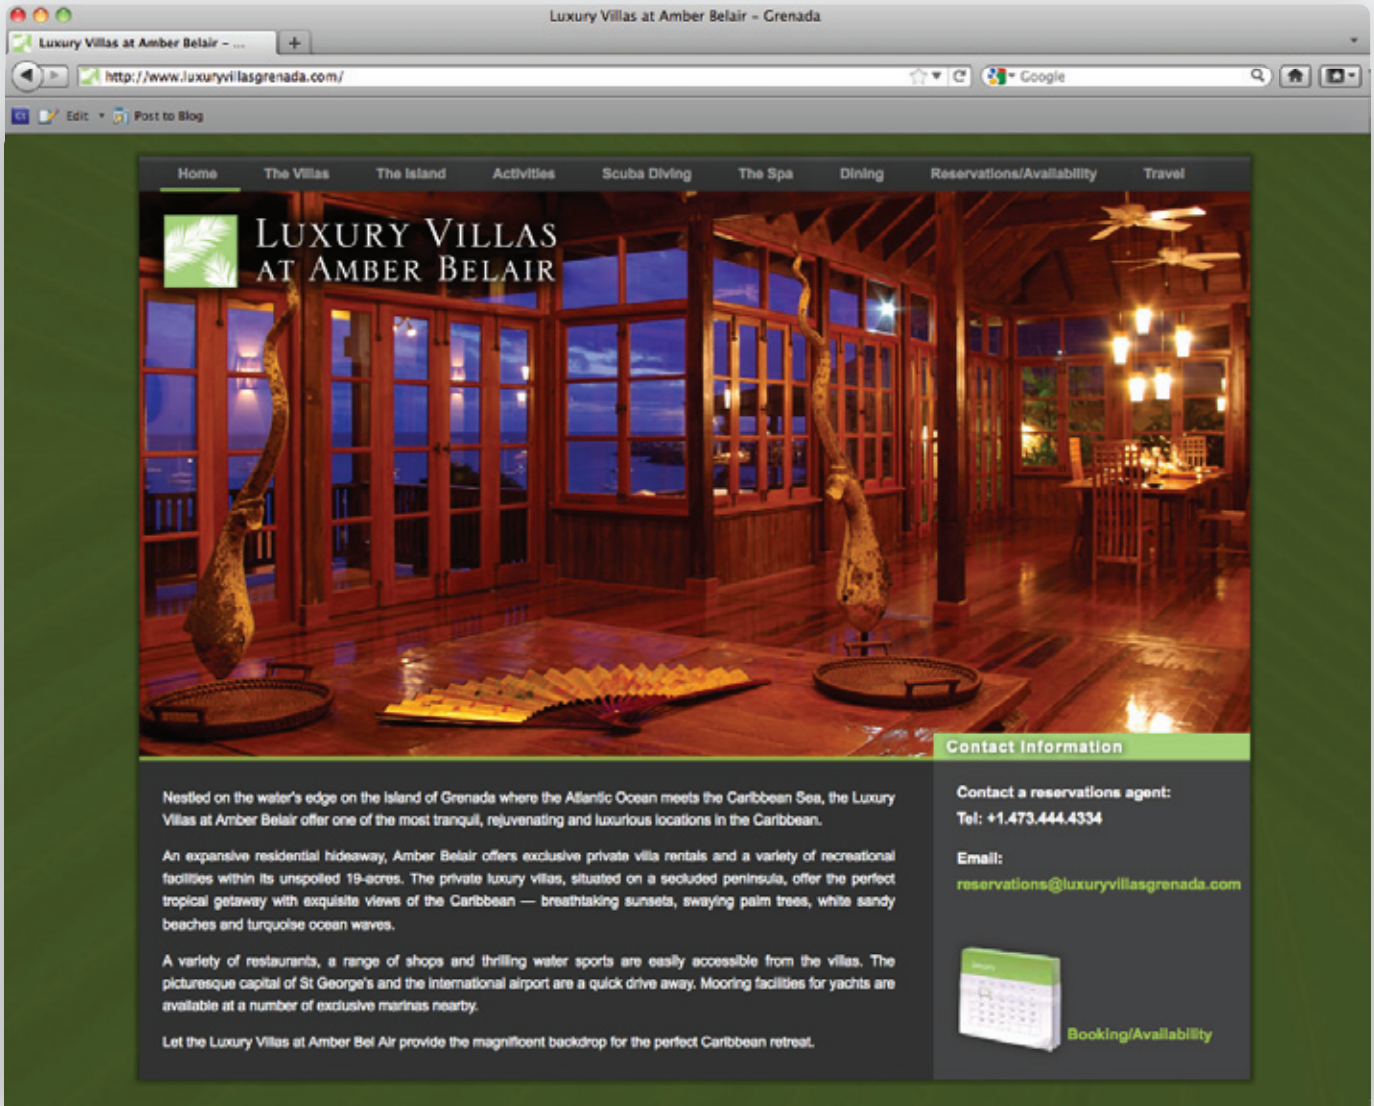 Luxury Villas at Amber Belair – Grenada
Luxury Villas at Amber Belair – ...
http://www.luxuryvillasgrenada.com/
Google
Edit
Post to Blog
Home The Villas The Island Activities Scuba Diving The Spa Dining Reservations/Availability Travel
LUXURY VILLAS
AT AMBER BELAIR
Contact Information
Nestled on the water's edge on the island of Grenada where the Atlantic Ocean meets the Caribbean Sea, the Luxury
Villas at Amber Belair offer one of the most tranquil, rejuvenating and luxurious locations in the Caribbean.
An expansive residential hideaway, Amber Belair offers exclusive private villa rentals and a variety of recreational
facilities within its unspoiled 19-acres. The private luxury villas, situated on a secluded peninsula, offer the perfect
tropical getaway with exquisite views of the Caribbean — breathtaking sunsets, swaying palm trees, white sandy
beaches and turquoise ocean waves.
A variety of restaurants, a range of shops and thrilling water sports are easily accessible from the villas. The
picturesque capital of St George's and the international airport are a quick drive away. Mooring facilities for yachts are
available at a number of exclusive marinas nearby.
Let the Luxury Villas at Amber Bel Air provide the magnificent backdrop for the perfect Caribbean retreat.
Contact a reservations agent:
Tel: +1.473.444.4334
Email:
reservations@luxuryvillasgrenada.com
Booking/Availability